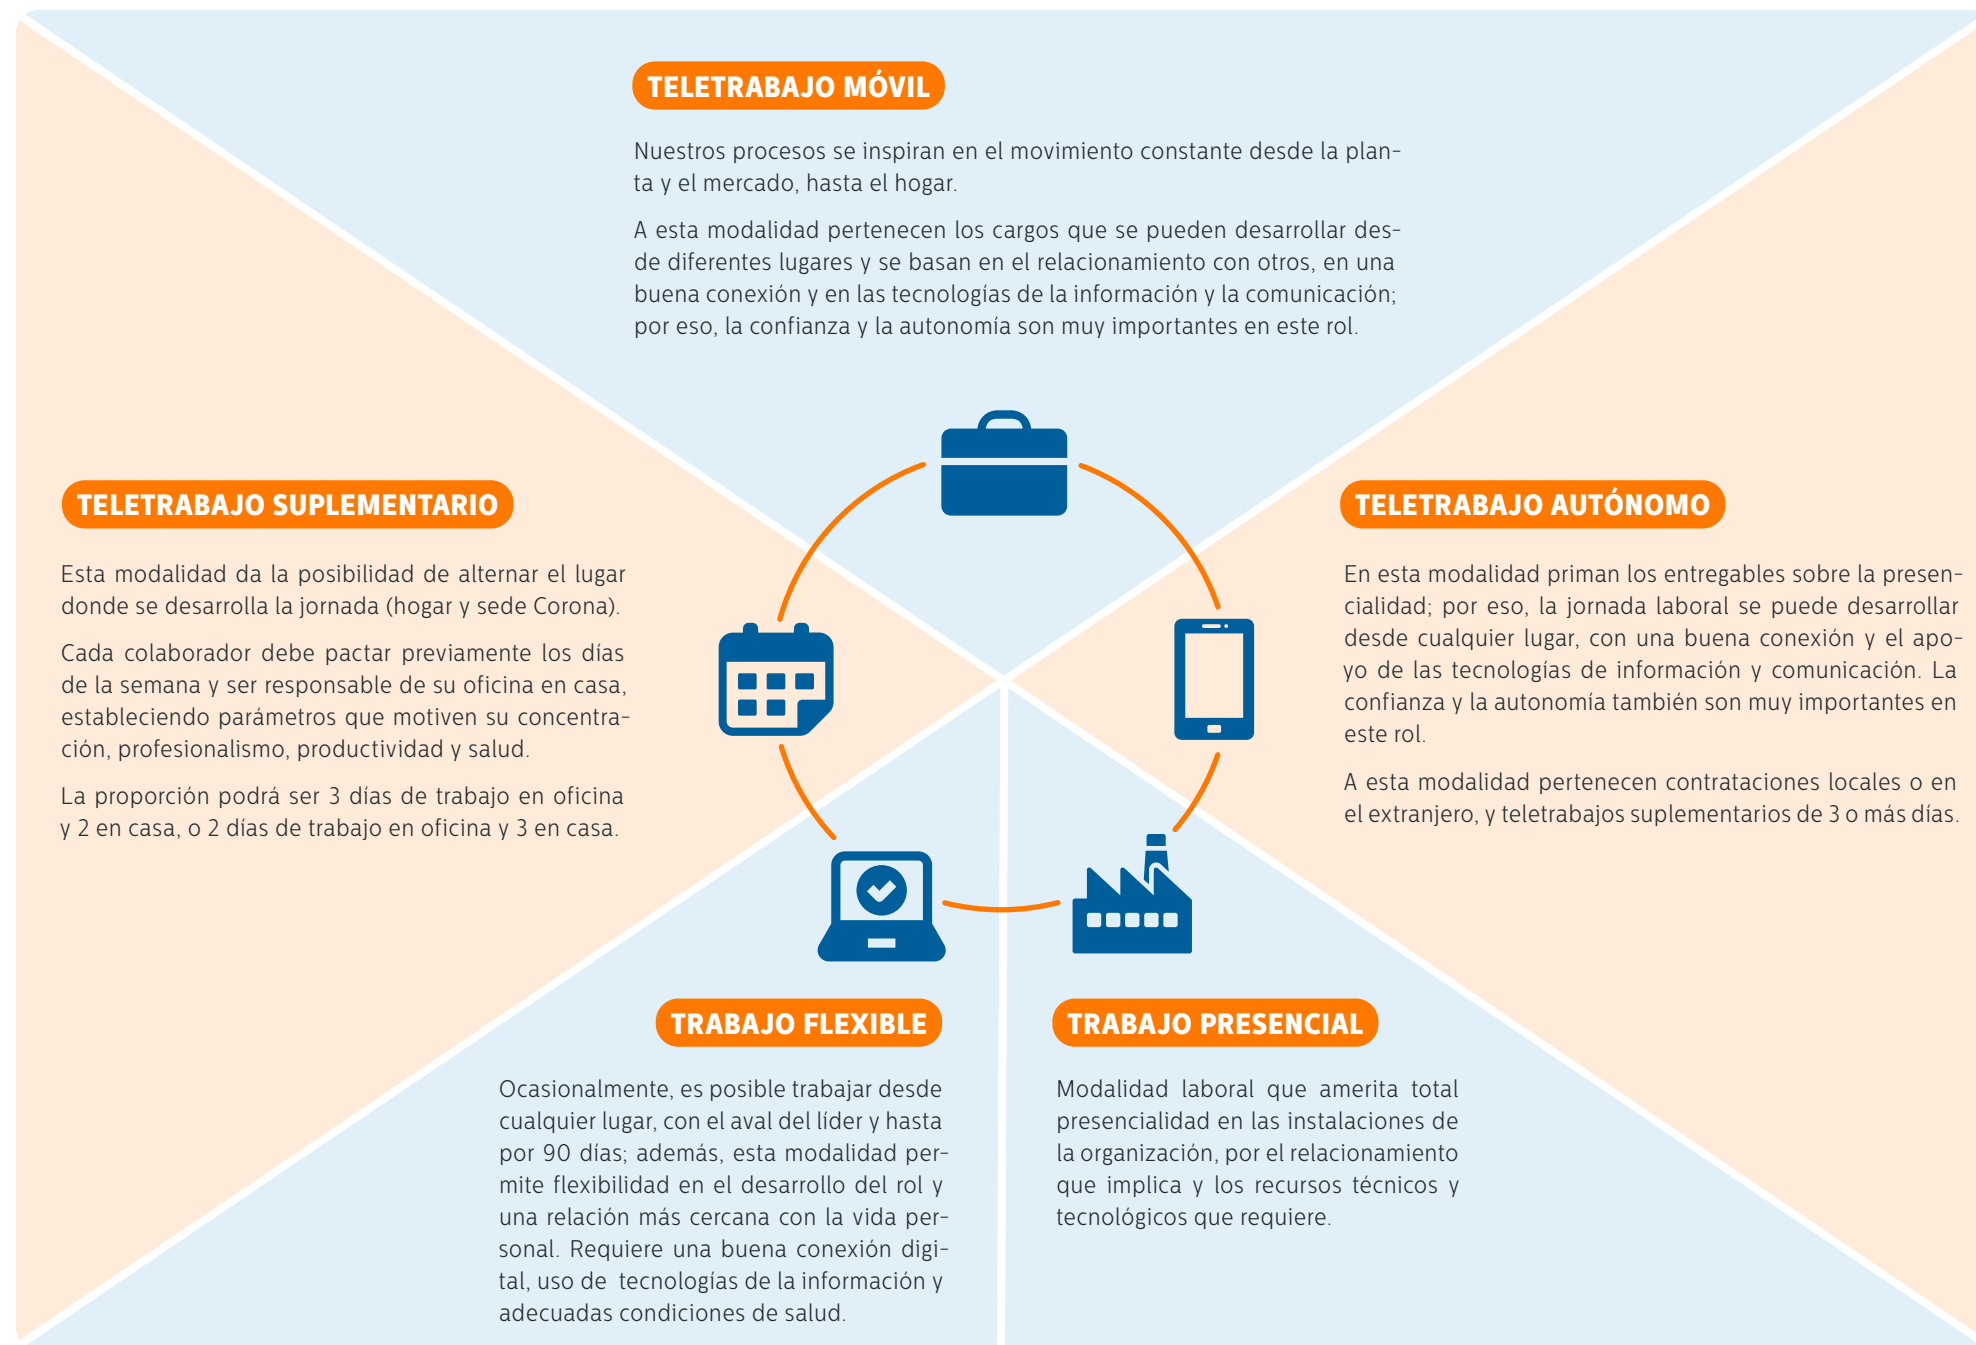 TELETRABAJO MÓVIL
Nuestros procesos se inspiran en el movimiento constante desde la plan-
ta y el mercado, hasta el hogar.
A esta modalidad pertenecen los cargos que se pueden desarrollar des-
de diferentes lugares y se basan en el relacionamiento con otros, en una
buena conexión y en las tecnologías de la información y la comunicación;
por eso, la confianza y la autonomía son muy importantes en este rol.
TELETRABAJO SUPLEMENTARIO
Esta modalidad da la posibilidad de alternar el lugar
donde se desarrolla la jornada (hogar y sede Corona).
Cada colaborador debe pactar previamente los días
de la semana y ser responsable de su oficina en casa,
estableciendo parámetros que motiven su concentra-
ción, profesionalismo, productividad y salud.
La proporción podrá ser 3 días de trabajo en oficina
y 2 en casa, o 2 días de trabajo en oficina y 3 en casa.
TELETRABAJO AUTÓNOMO
En esta modalidad priman los entregables sobre la presen-
cialidad; por eso, la jornada laboral se puede desarrollar
desde cualquier lugar, con una buena conexión y el apo-
yo de las tecnologías de información y comunicación. La
confianza y la autonomía también son muy importantes en
este rol.
A esta modalidad pertenecen contrataciones locales o en
el extranjero, y teletrabajos suplementarios de 3 o más días.
TRABAJO FLEXIBLE
Ocasionalmente, es posible trabajar desde
cualquier lugar, con el aval del líder y hasta
por 90 días; además, esta modalidad per-
mite flexibilidad en el desarrollo del rol y
una relación más cercana con la vida per-
sonal. Requiere una buena conexión digi-
tal, uso de tecnologías de la información y
adecuadas condiciones de salud.
TRABAJO PRESENCIAL
Modalidad laboral que amerita total
presencialidad en las instalaciones de
la organización, por el relacionamiento
que implica y los recursos técnicos y
tecnológicos que requiere.